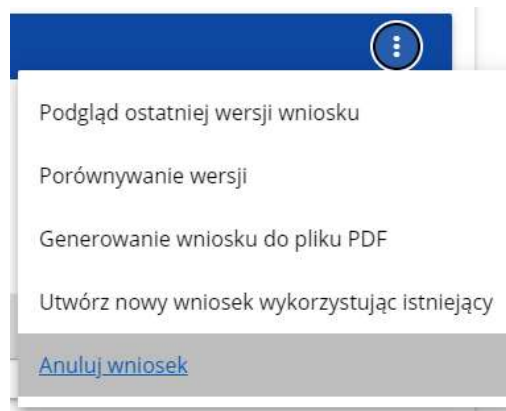 Podgląd ostatniej wersji wniosku
Porównywanie wersji
Generowanie wniosku do pliku PDF
Utwórz nowy wniosek wykorzystując istniejący
Anuluj wniosek